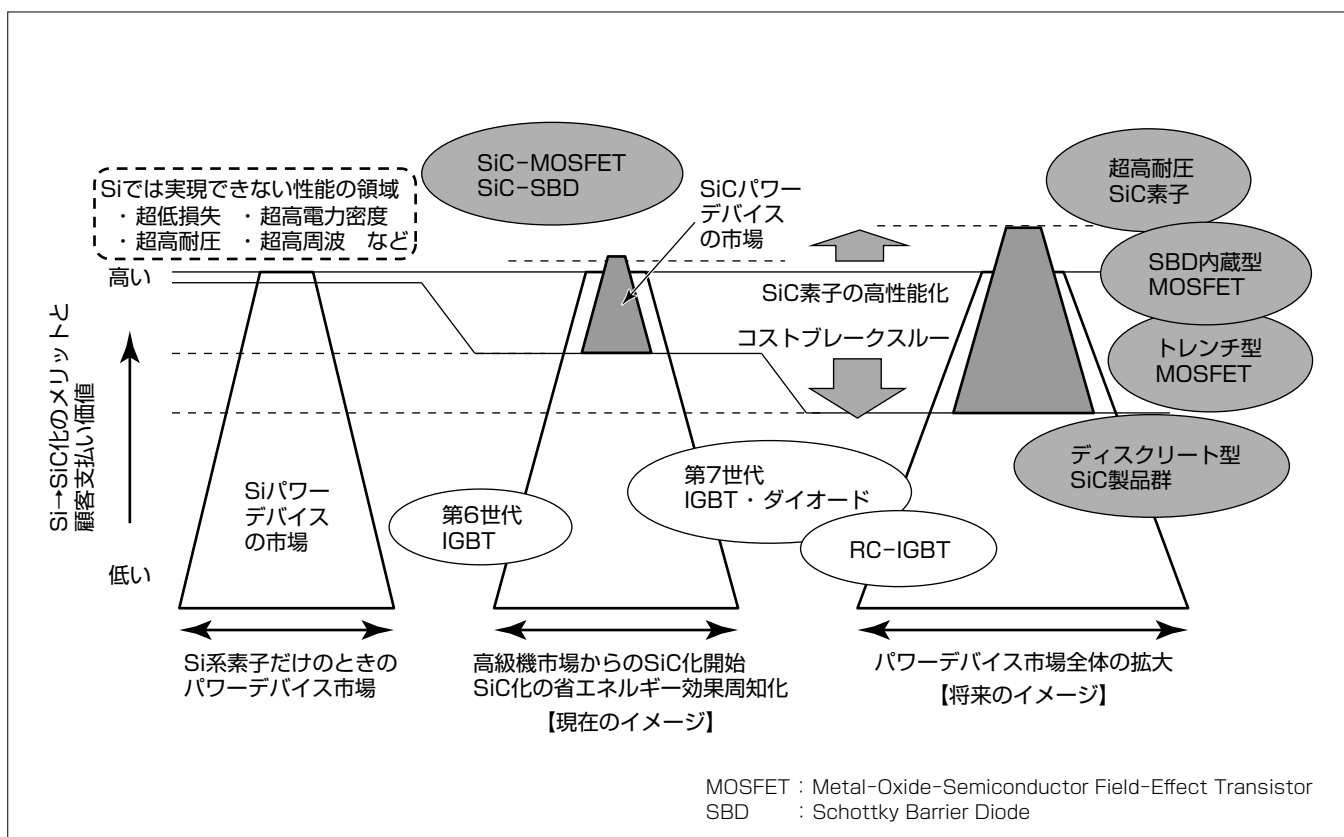 Siでは実現できない性能の領域
・超低損失 ・超高電力密度
・超高耐圧 ・超高周波 など
SiC-MOSFET
SiC-SBD
SiCパワー
デバイス
の市場
超高耐圧
SiC素子
高い
SiC素子の高性能化
SBD内蔵型
MOSFET
コストブレークスルー
トレンチ型
MOSFET
Si→SiC化のメリットと
顧客支払い価値
ディスクリート型
SiC製品群
第7世代
IGBT・ダイオード
Siパワー
デバイス
の市場
第6世代
IGBT
RC-IGBT
低い
Si系素子だけのときの
パワーデバイス市場
高級機市場からのSiC化開始
SiC化の省エネルギー効果周知化
【現在のイメージ】
パワーデバイス市場全体の拡大
【将来のイメージ】
MOSFET：Metal-Oxide-Semiconductor Field-Effect Transistor
SBD ：Schottky Barrier Diode